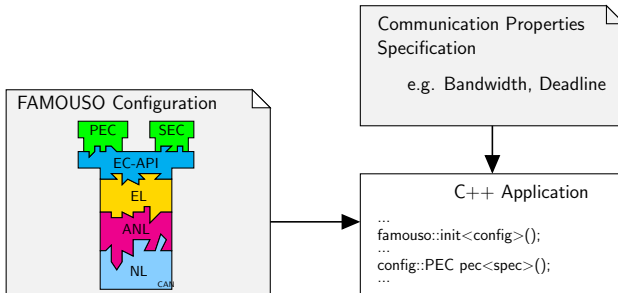 Communication Properties
Specification
e.g. Bandwidth, Deadline
FAMOUSO Configuration
PEC
SEC
EC-API
EL
ANL
NL
CAN
C++ Application
...
famouso::init<config>();
...
config::PEC pec<spec>();
...